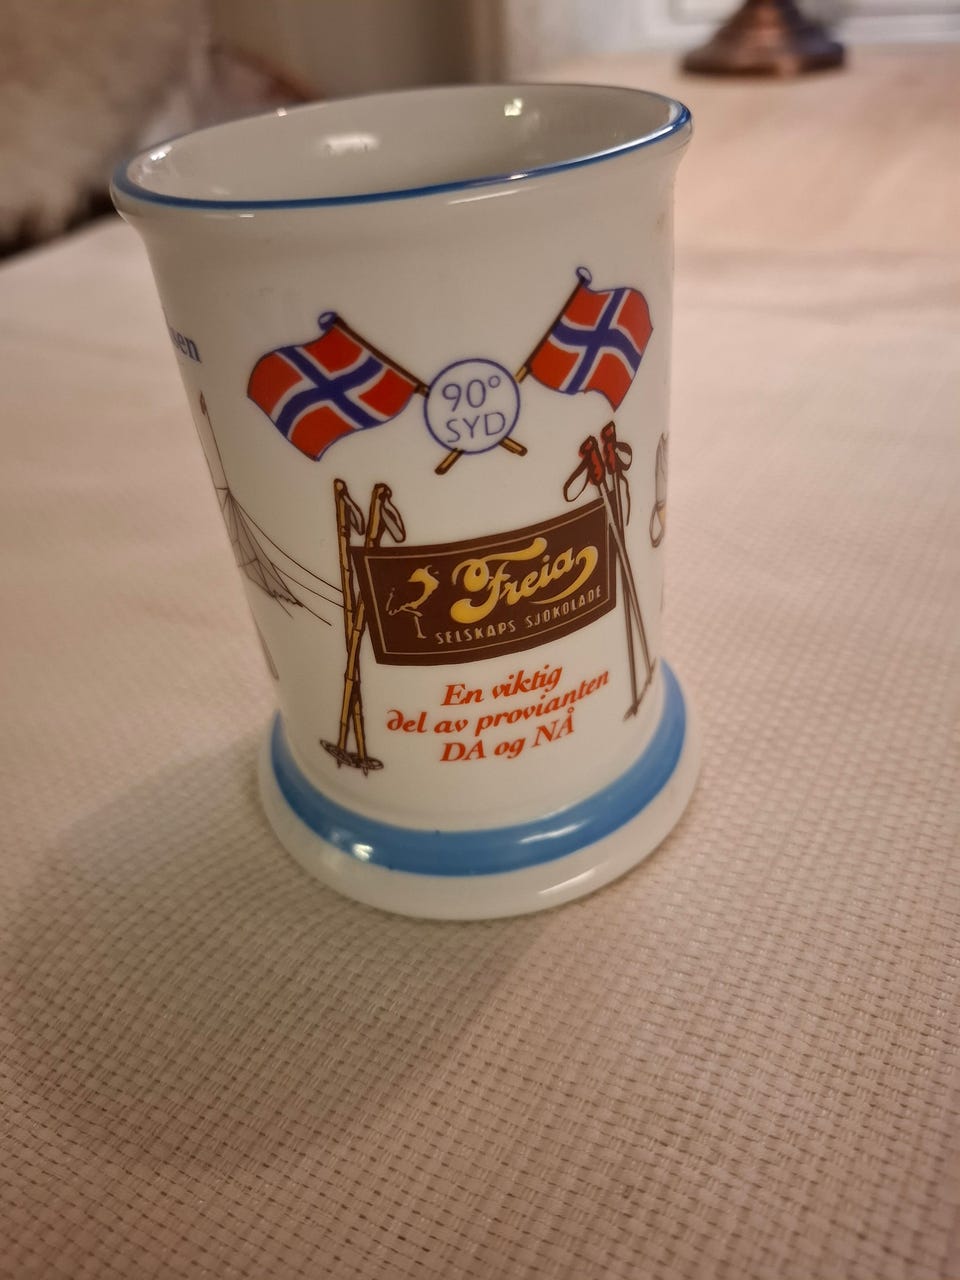 90°
SYD
Freia
SELSKAPS SJOKOLADE
En viktig
del av provianten
DA og NÅ